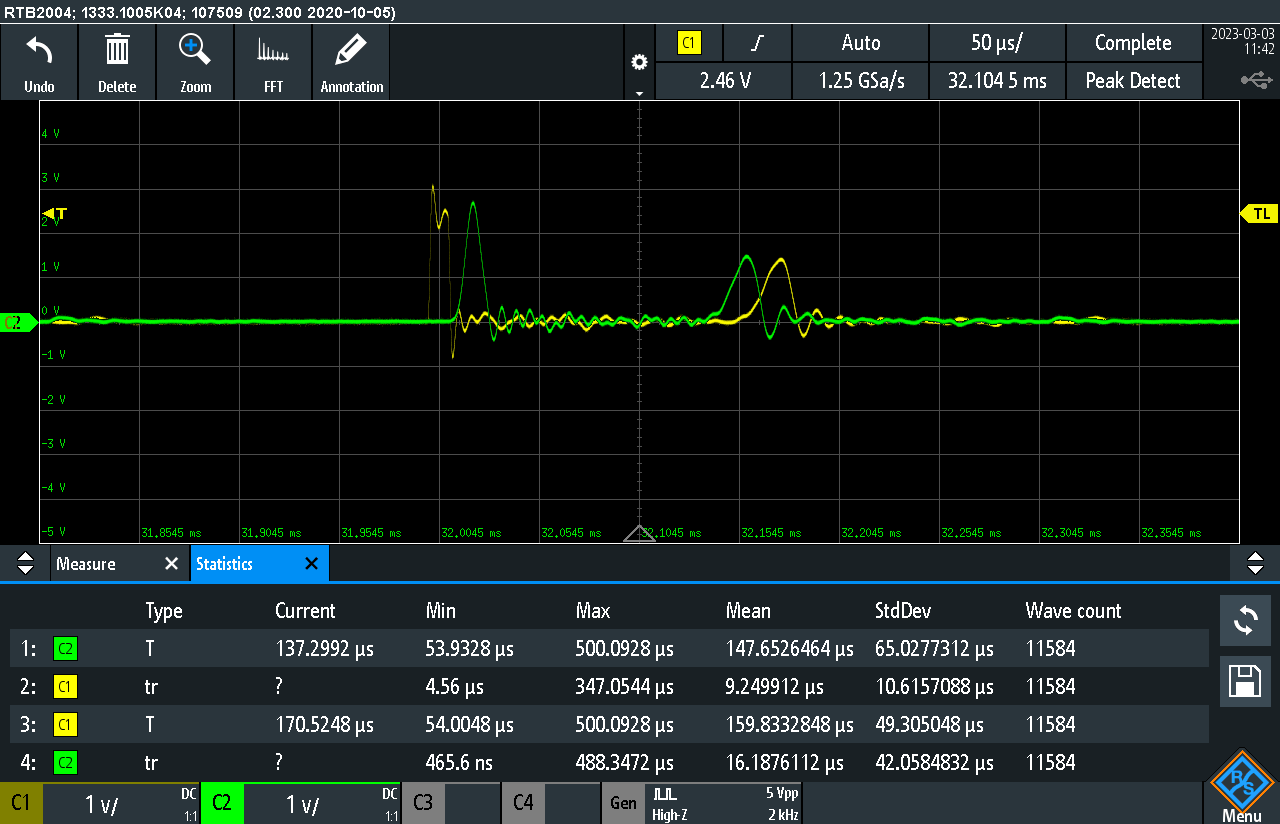 RTB2004; 1333.1005K04; 107509 (02.300 2020-10-05)
Undo Delete Zoom FFT Annotation
C1 Auto 50 µs/ Complete
2.46 V 1.25 GSa/s 32.104 5 ms Peak Detect
2023-03-03
11:42
4 V
3 V
T
TL
2 V
1 V
0 V
C2
-1 V
-2 V
-3 V
-4 V
-5 V
31.8545 ms 31.9045 ms 31.9545 ms 32.0045 ms 32.0545 ms 32.1045 ms 32.1545 ms 32.2045 ms 32.2545 ms 32.3045 ms 32.3545 ms
Measure Statistics
Type Current Min Max Mean StdDev Wave count
1: C2 T 137.2992 µs 53.9328 µs 500.0928 µs 147.6526464 µs 65.0277312 µs 11584
2: C1 tr ? 4.56 µs 347.0544 µs 9.249912 µs 10.6157088 µs 11584
3: C1 T 170.5248 µs 54.0048 µs 500.0928 µs 159.8332848 µs 49.305048 µs 11584
4: C2 tr ? 465.6 ns 488.3472 µs 16.1876112 µs 42.0584832 µs 11584
C1 1 V/ DC 1:1 C2 1 V/ DC 1:1 C3 C4 Gen High-Z 5 Vpp 2 kHz
R&S
Menu